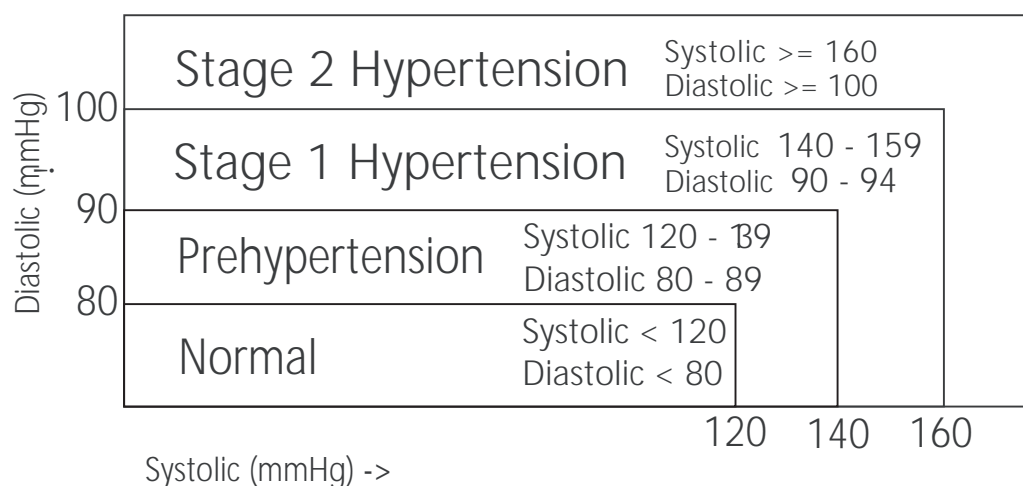 Stage 2 Hypertension
Systolic >= 160
Diastolic >= 100
100
Stage 1 Hypertension
Systolic 140 - 159
Diastolic 90 - 94
90
Prehypertension
Systolic 120 - 139
Diastolic 80 - 89
80
Normal
Systolic < 120
Diastolic < 80
120
140
160
Systolic (mmHg) ->
Diastolic (mmHg)